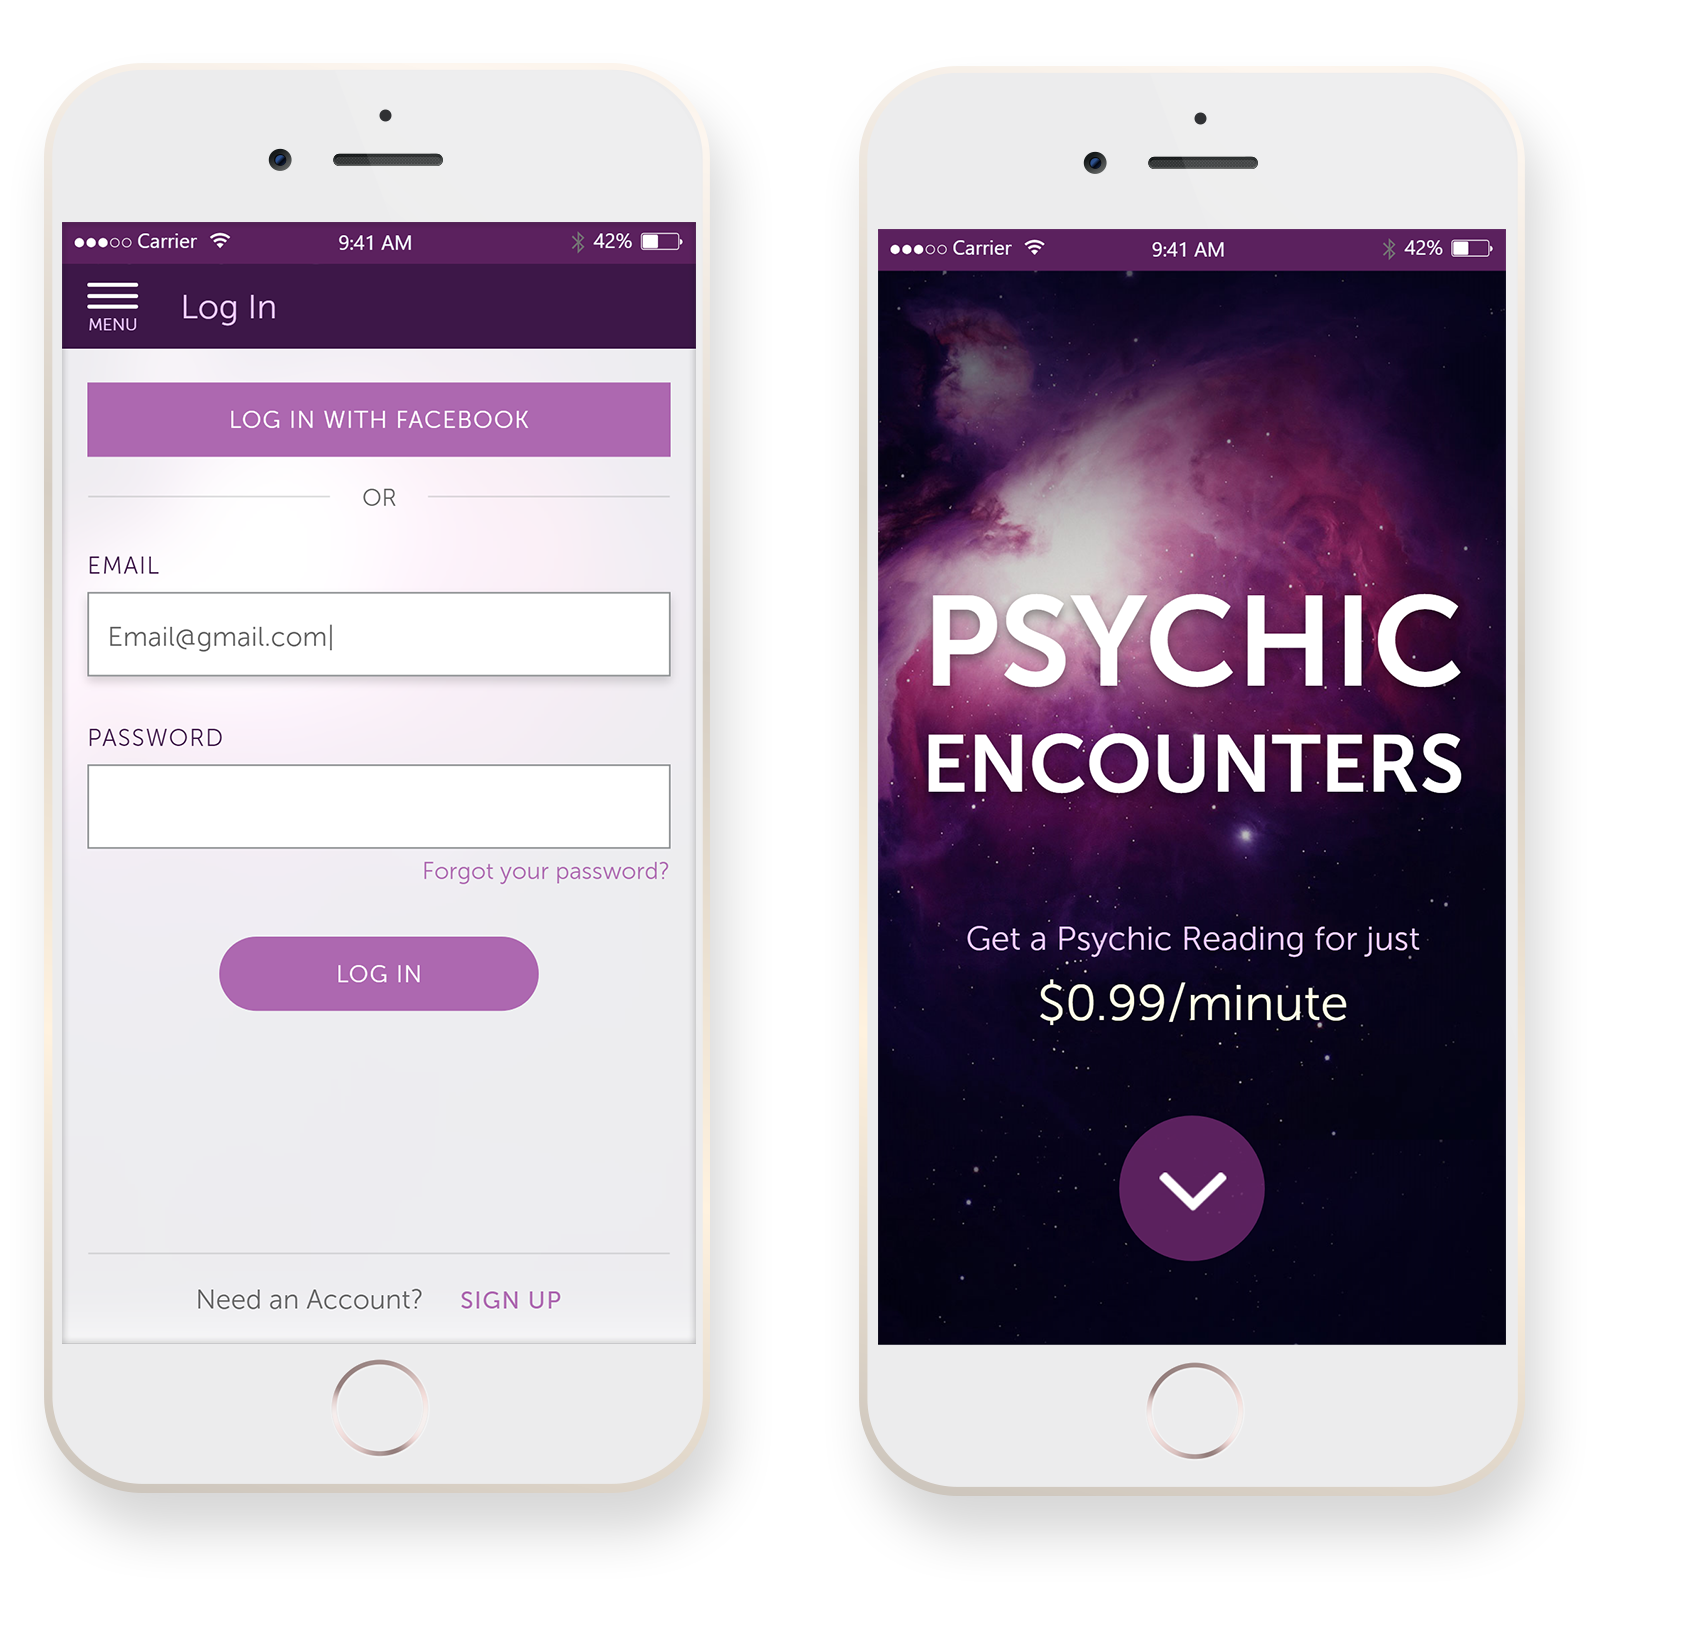 Carrier 9:41 AM 42%
MENU Log In
LOG IN WITH FACEBOOK
OR
EMAIL
Email@gmail.com
PASSWORD
Forgot your password?
LOG IN
Need an Account? SIGN UP
Carrier 9:41 AM 42%
PSYCHIC
ENCOUNTERS
Get a Psychic Reading for just
$0.99/minute